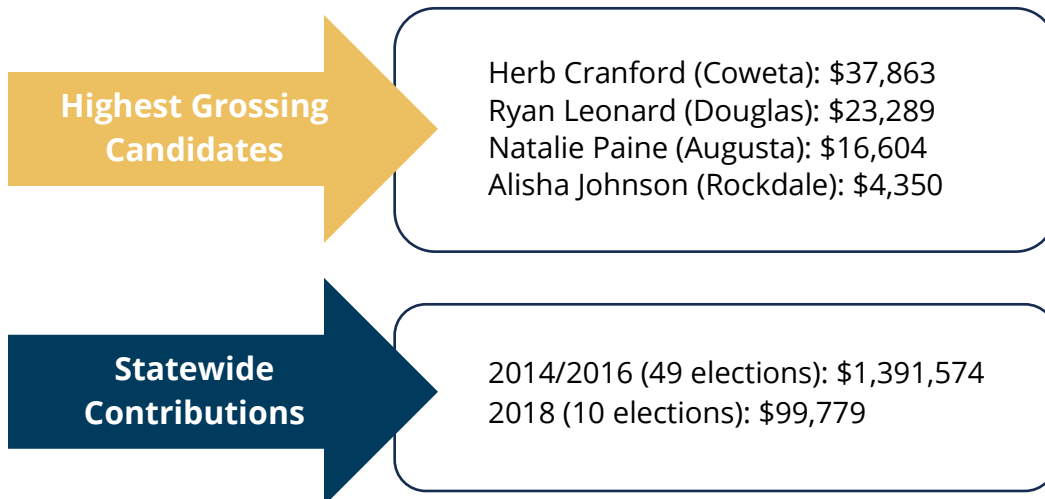 Highest Grossing
Candidates
Herb Cranford (Coweta): $37,863
Ryan Leonard (Douglas): $23,289
Natalie Paine (Augusta): $16,604
Alisha Johnson (Rockdale): $4,350
Statewide
Contributions
2014/2016 (49 elections): $1,391,574
2018 (10 elections): $99,779